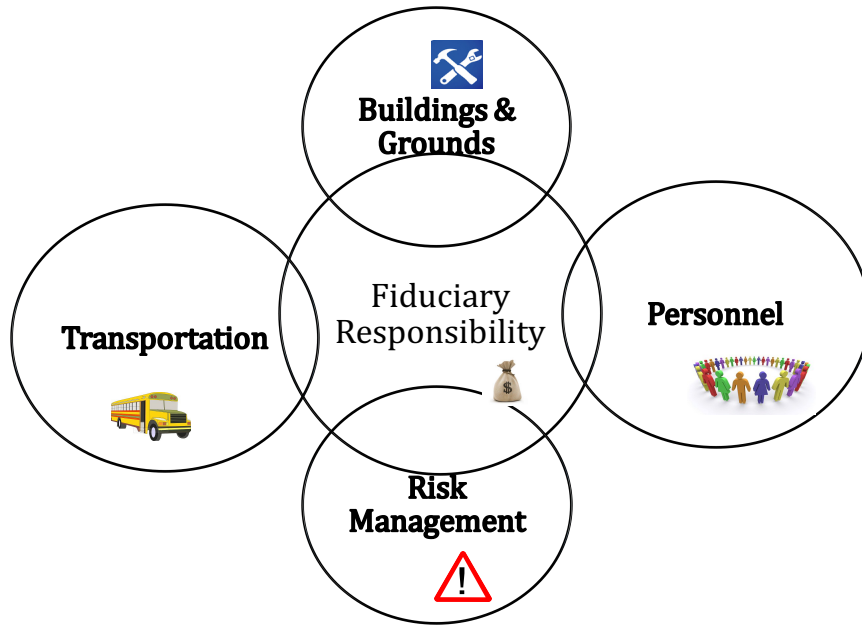 Buildings &
Grounds
Fiduciary
Responsibility
Transportation
Personnel
$
Risk
Management
!